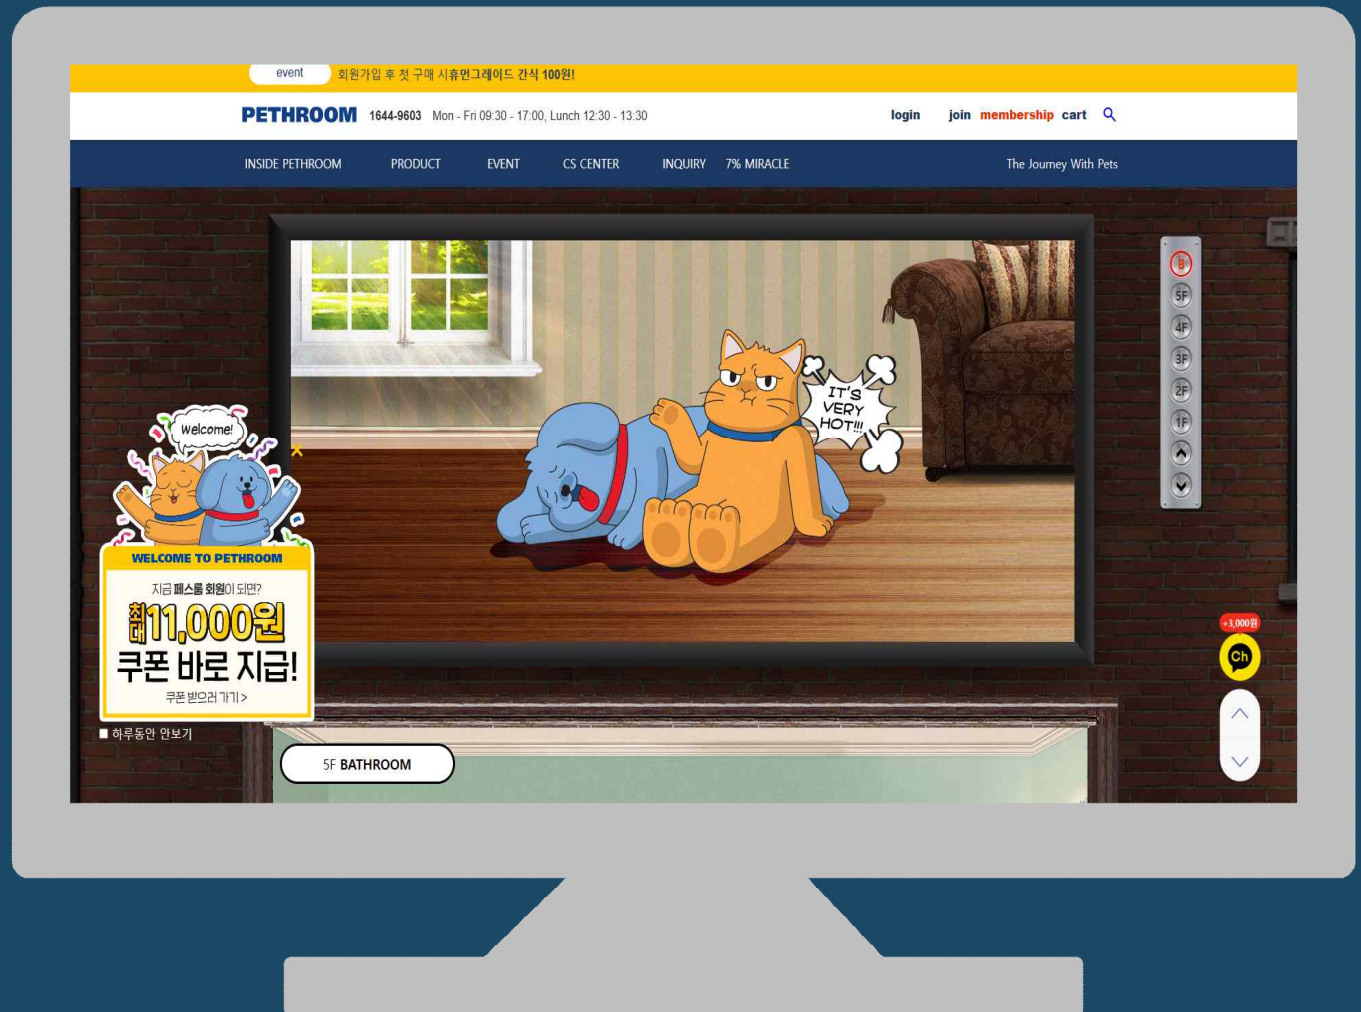 event 회원가입 후 첫 구매 시휴먼그레이드 간식 100원!
PETHROOM 1644-9603 Mon - Fri 09:30 - 17:00, Lunch 12:30 - 13:30 login join membership cart
INSIDE PETHROOM PRODUCT EVENT CS CENTER INQUIRY 7% MIRACLE The Journey With Pets
B
5F
4F
3F
2F
1F
IT'S
VERY
HOT!!!
Welcome!
X
WELCOME TO PETHROOM
지금 페스룸 회원이 되면?
최대 11,000원
쿠폰 바로 지급!
쿠폰 받으러 가기 >
하루동안 안보기
+3,000원
Ch
5F BATHROOM